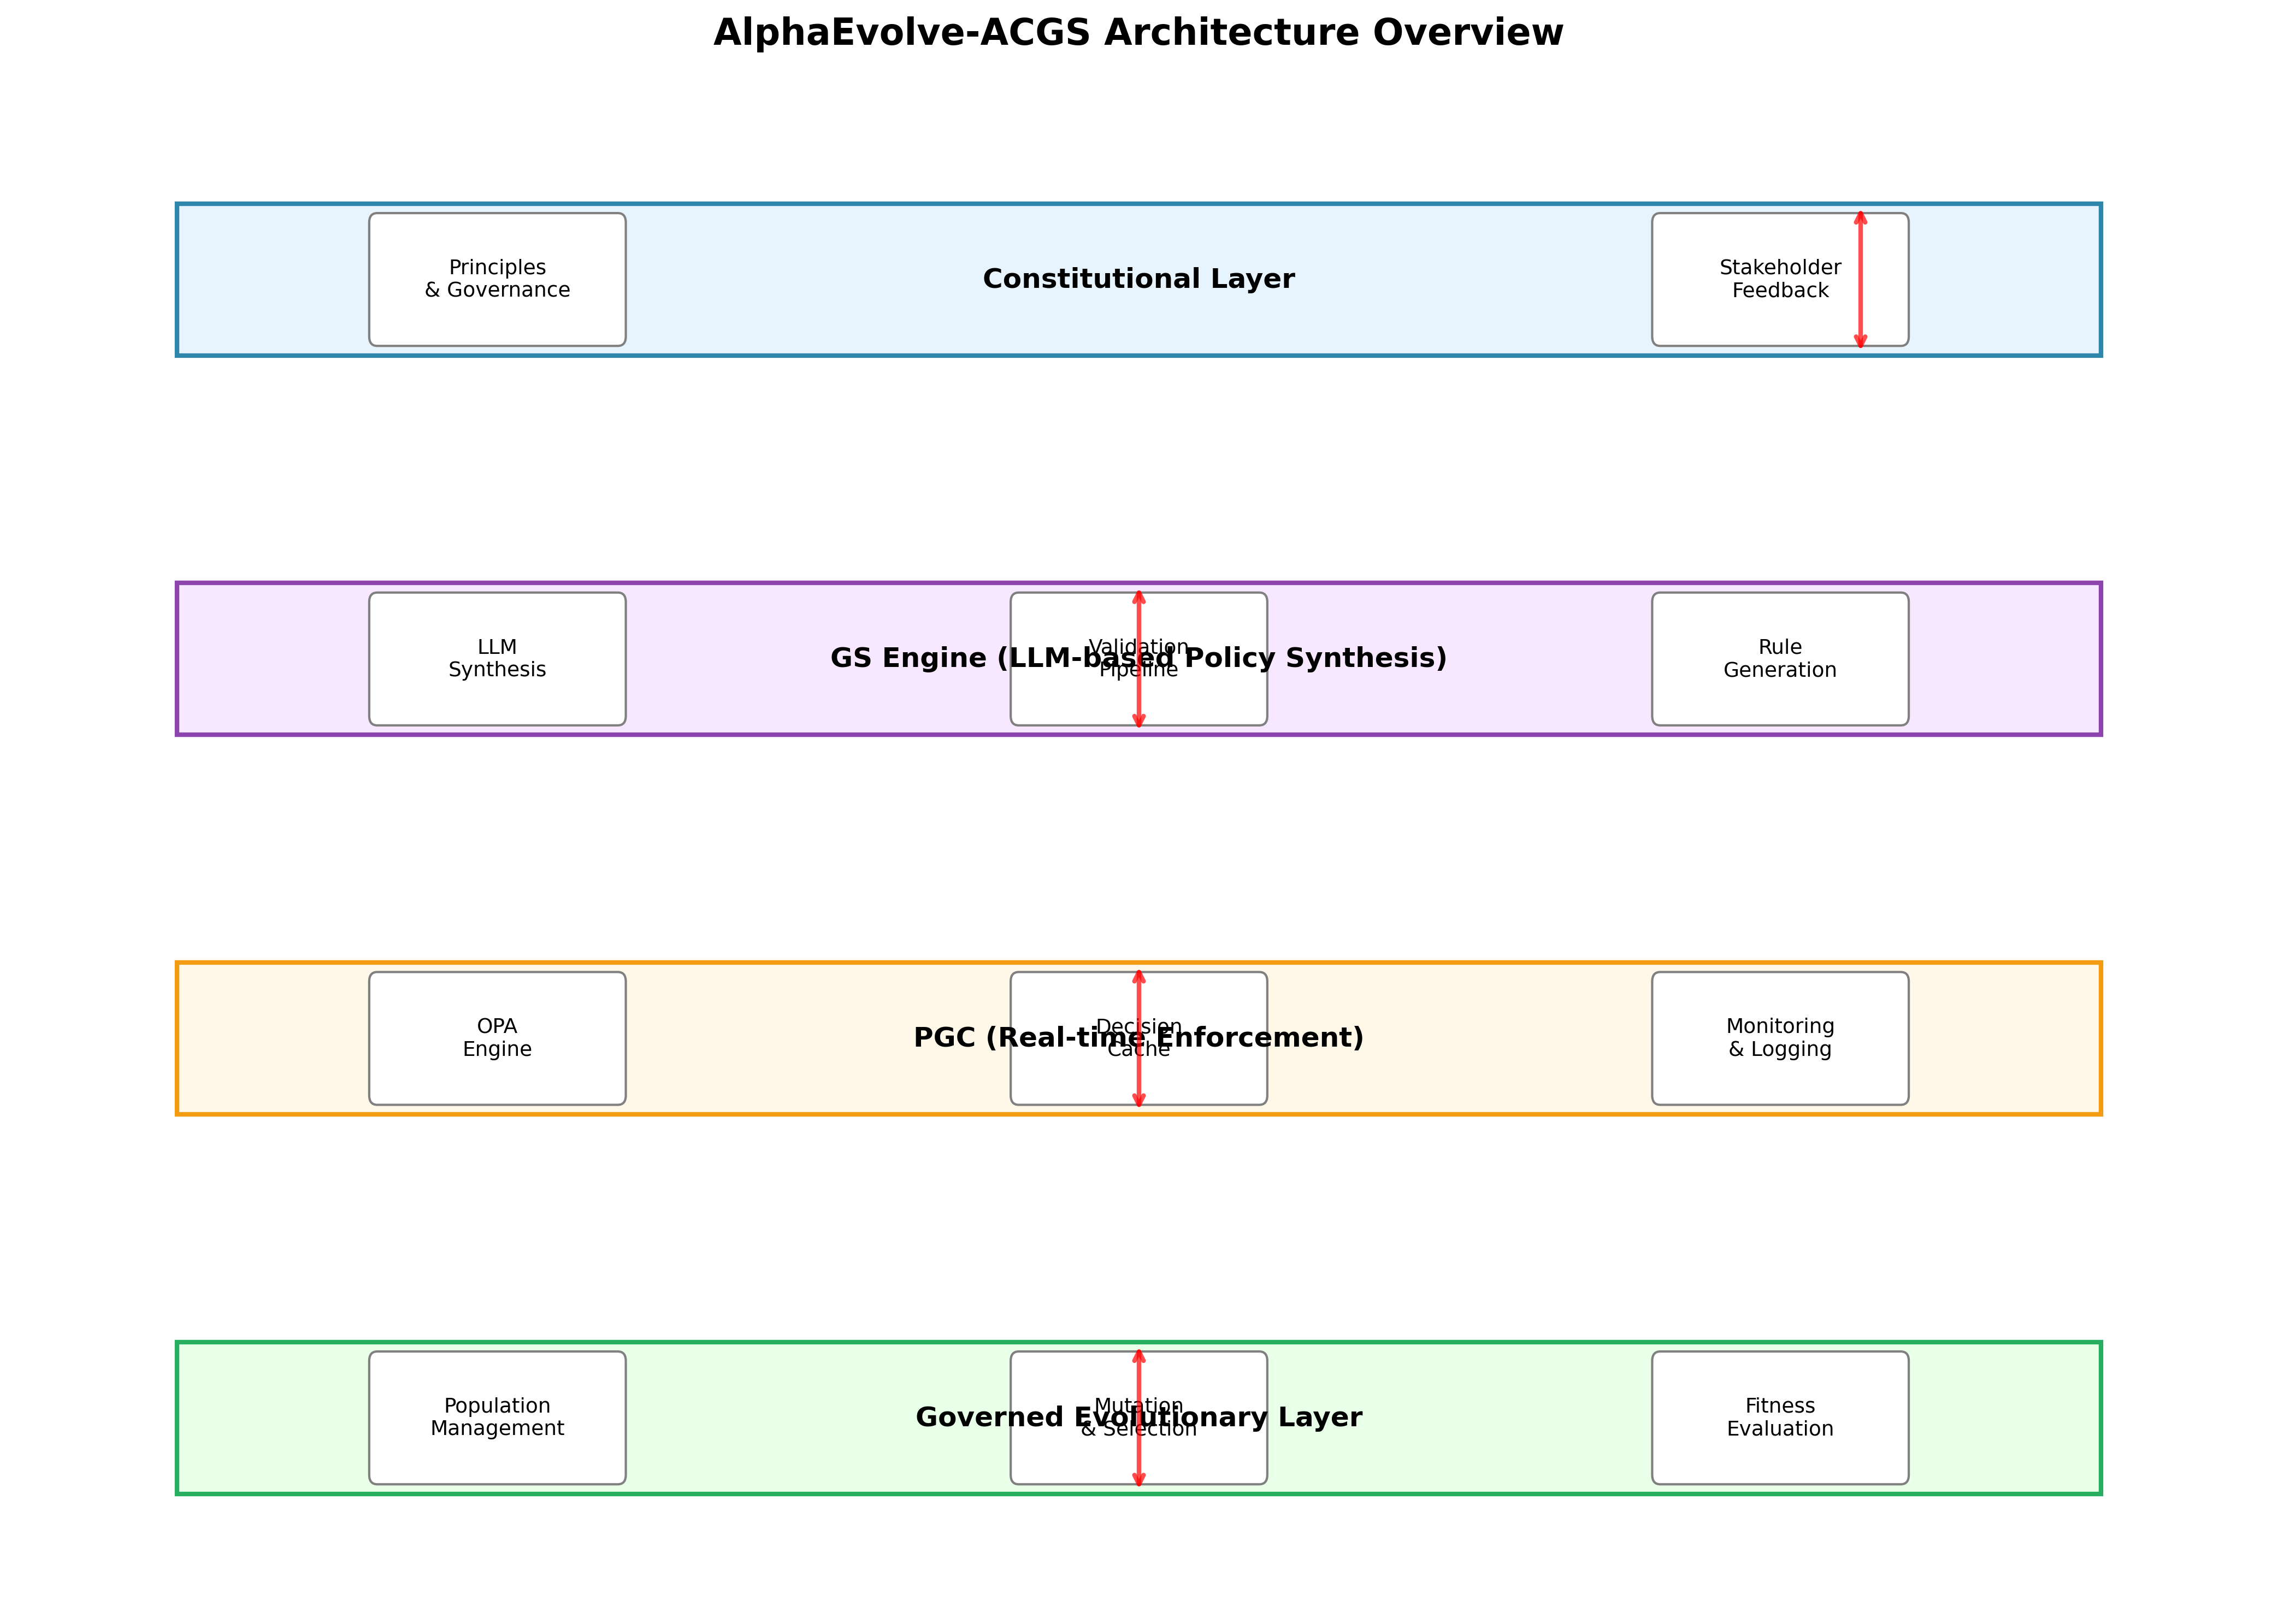 AlphaEvolve-ACGS Architecture Overview
Principles
& Governance
Constitutional Layer
Stakeholder
Feedback
LLM
Synthesis
Validation
Pipeline
GS Engine (LLM-based Policy Synthesis)
Rule
Generation
OPA
Engine
Decision
Cache
PGC (Real-time Enforcement)
Monitoring
& Logging
Population
Management
Mutation
& Selection
Governed Evolutionary Layer
Fitness
Evaluation